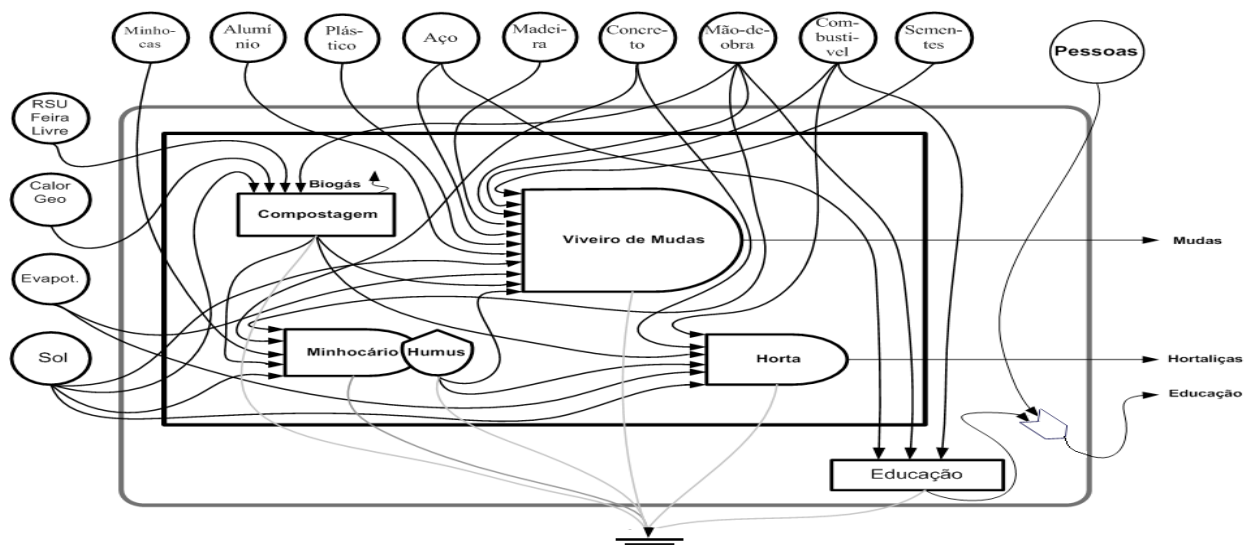 Minho-
cas
Alumí
nio
Plás-
tico
Aço
Madei-
ra
Concre-
to
Mão-de-
obra
Com-
bustí-
vel
Semen-
tes
Pessoas
RSU
Feira
Livre
Calor
Geo
Evapot.
Sol
Biogás
Compostagem
Viveiro de Mudas
Mudas
Minhocário
Humus
Horta
Hortaliças
Educação
Educação